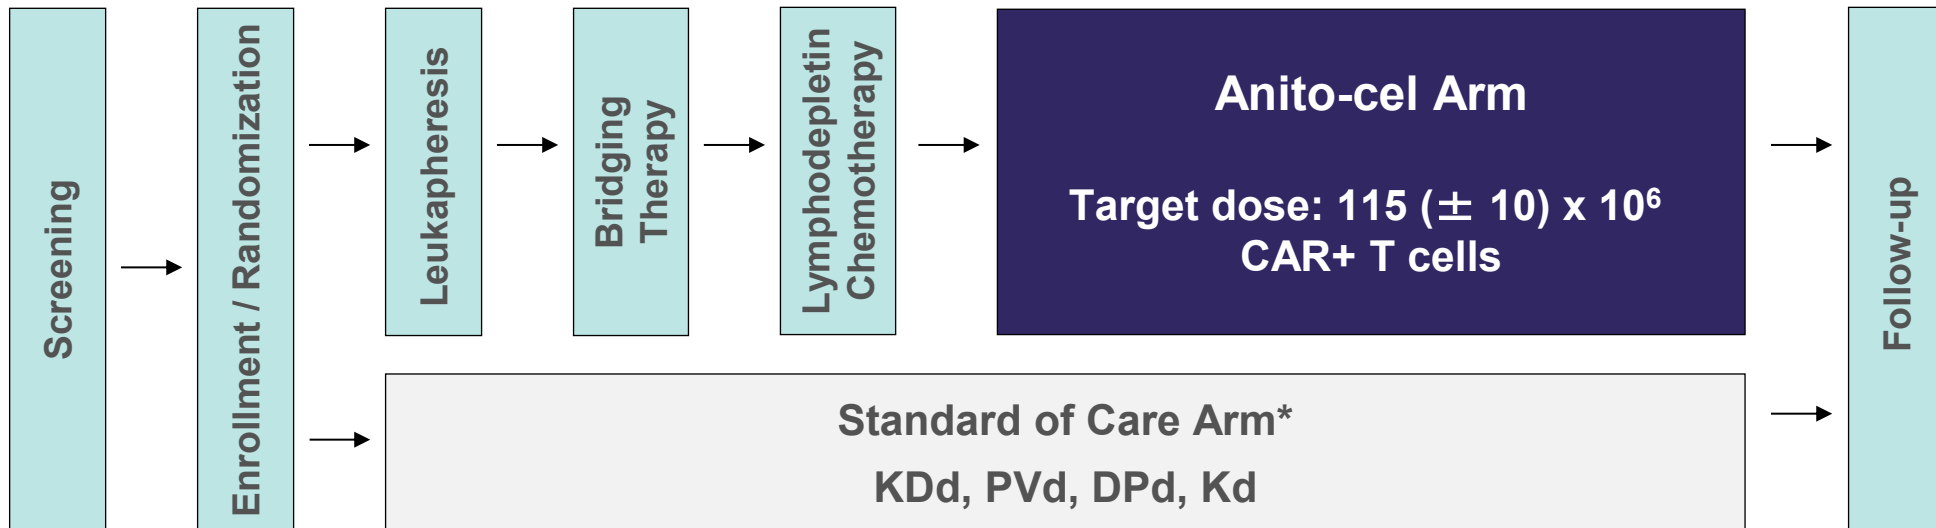 Screening
Enrollment / Randomization
Leukapheresis
Bridging
Therapy
Lymphodepletin
Chemotherapy
Anito-cel Arm
Target dose: 115 (± 10) x 10⁶
CAR+ T cells
Standard of Care Arm*
KDd, PVd, DPd, Kd
Follow-up